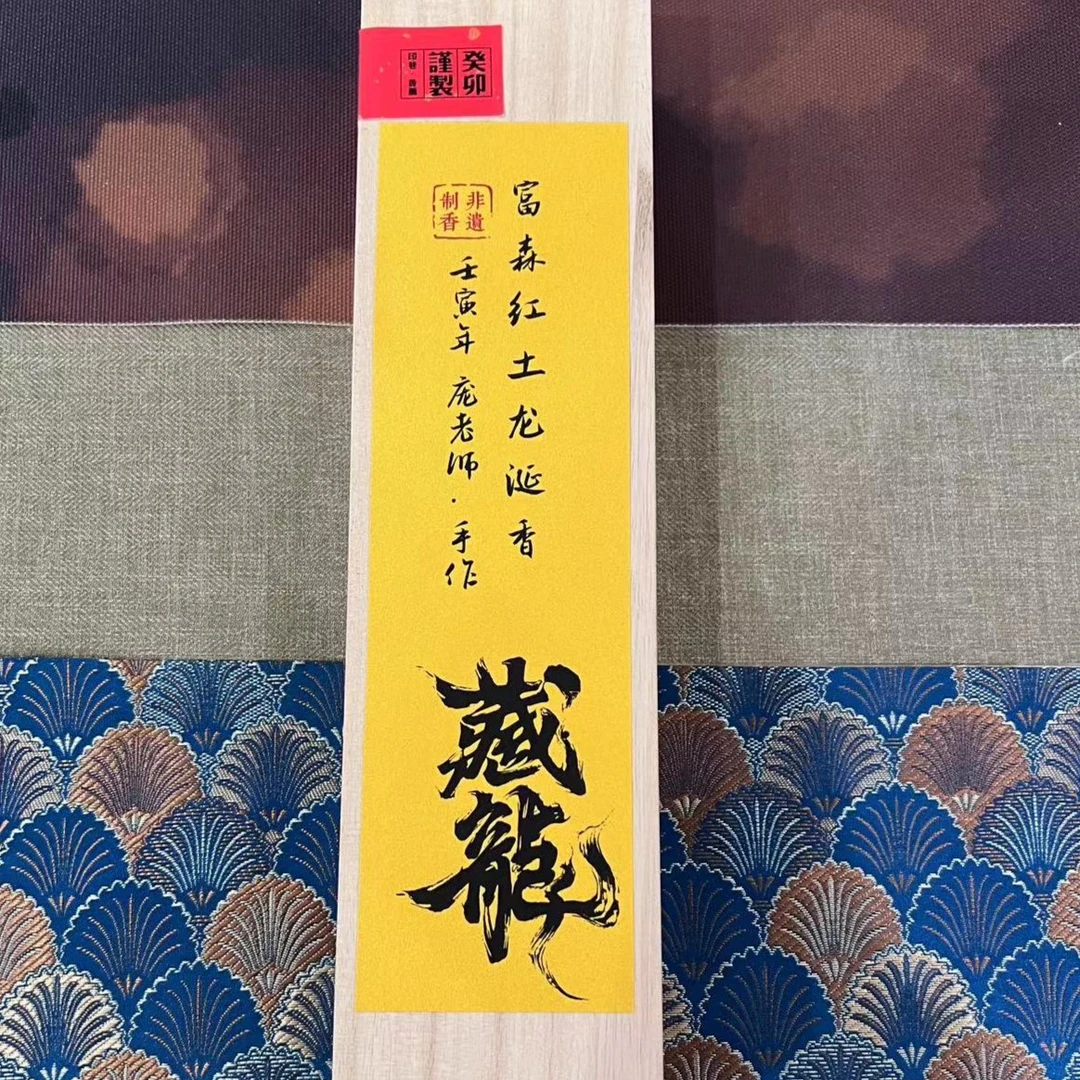 癸卯
謹製
富森红土龙涎香
非遺
制香
壬寅年 庞老师·手作
藏龍